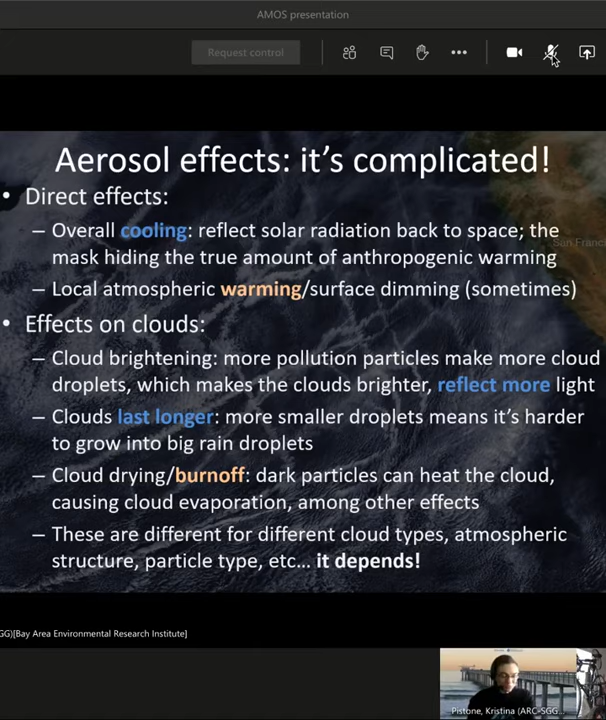 AMOS presentation
Request control
Aerosol effects: it's complicated!
• Direct effects:
– Overall cooling: reflect solar radiation back to space; the
mask hiding the true amount of anthropogenic warming
– Local atmospheric warming/surface dimming (sometimes)
• Effects on clouds:
– Cloud brightening: more pollution particles make more cloud
droplets, which makes the clouds brighter, reflect more light
– Clouds last longer: more smaller droplets means it's harder
to grow into big rain droplets
– Cloud drying/burnoff: dark particles can heat the cloud,
causing cloud evaporation, among other effects
– These are different for different cloud types, atmospheric
structure, particle type, etc... it depends!
San Franc
GG)[Bay Area Environmental Research Institute]
Pistone, Kristina (ARC-SGG...